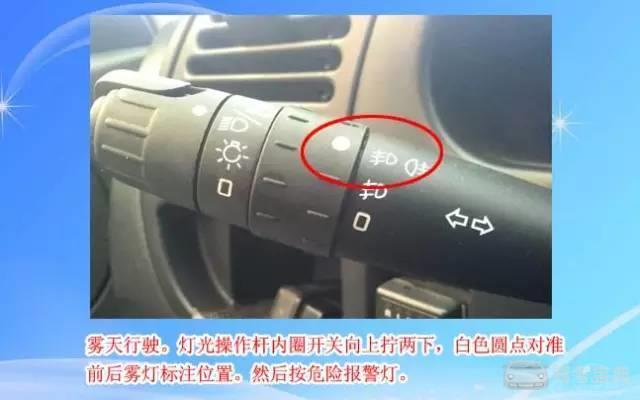 雾天行驶。灯光操作杆内圈开关向上拧两下，白色圆点对准
前后雾灯标注位置。然后按危险报警灯。